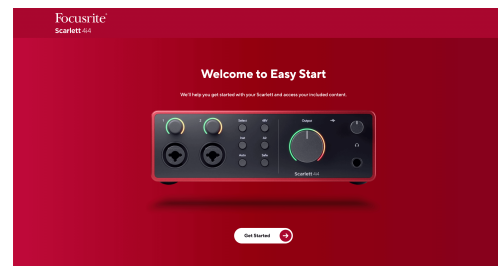 Focusrite®
Scarlett 4i4
Welcome to Easy Start
We'll help you get started with your Scarlett and access your included content.
1
2
Select
48V
Inst
Air
Auto
Safe
Output
Scarlett 4i4
Get Started